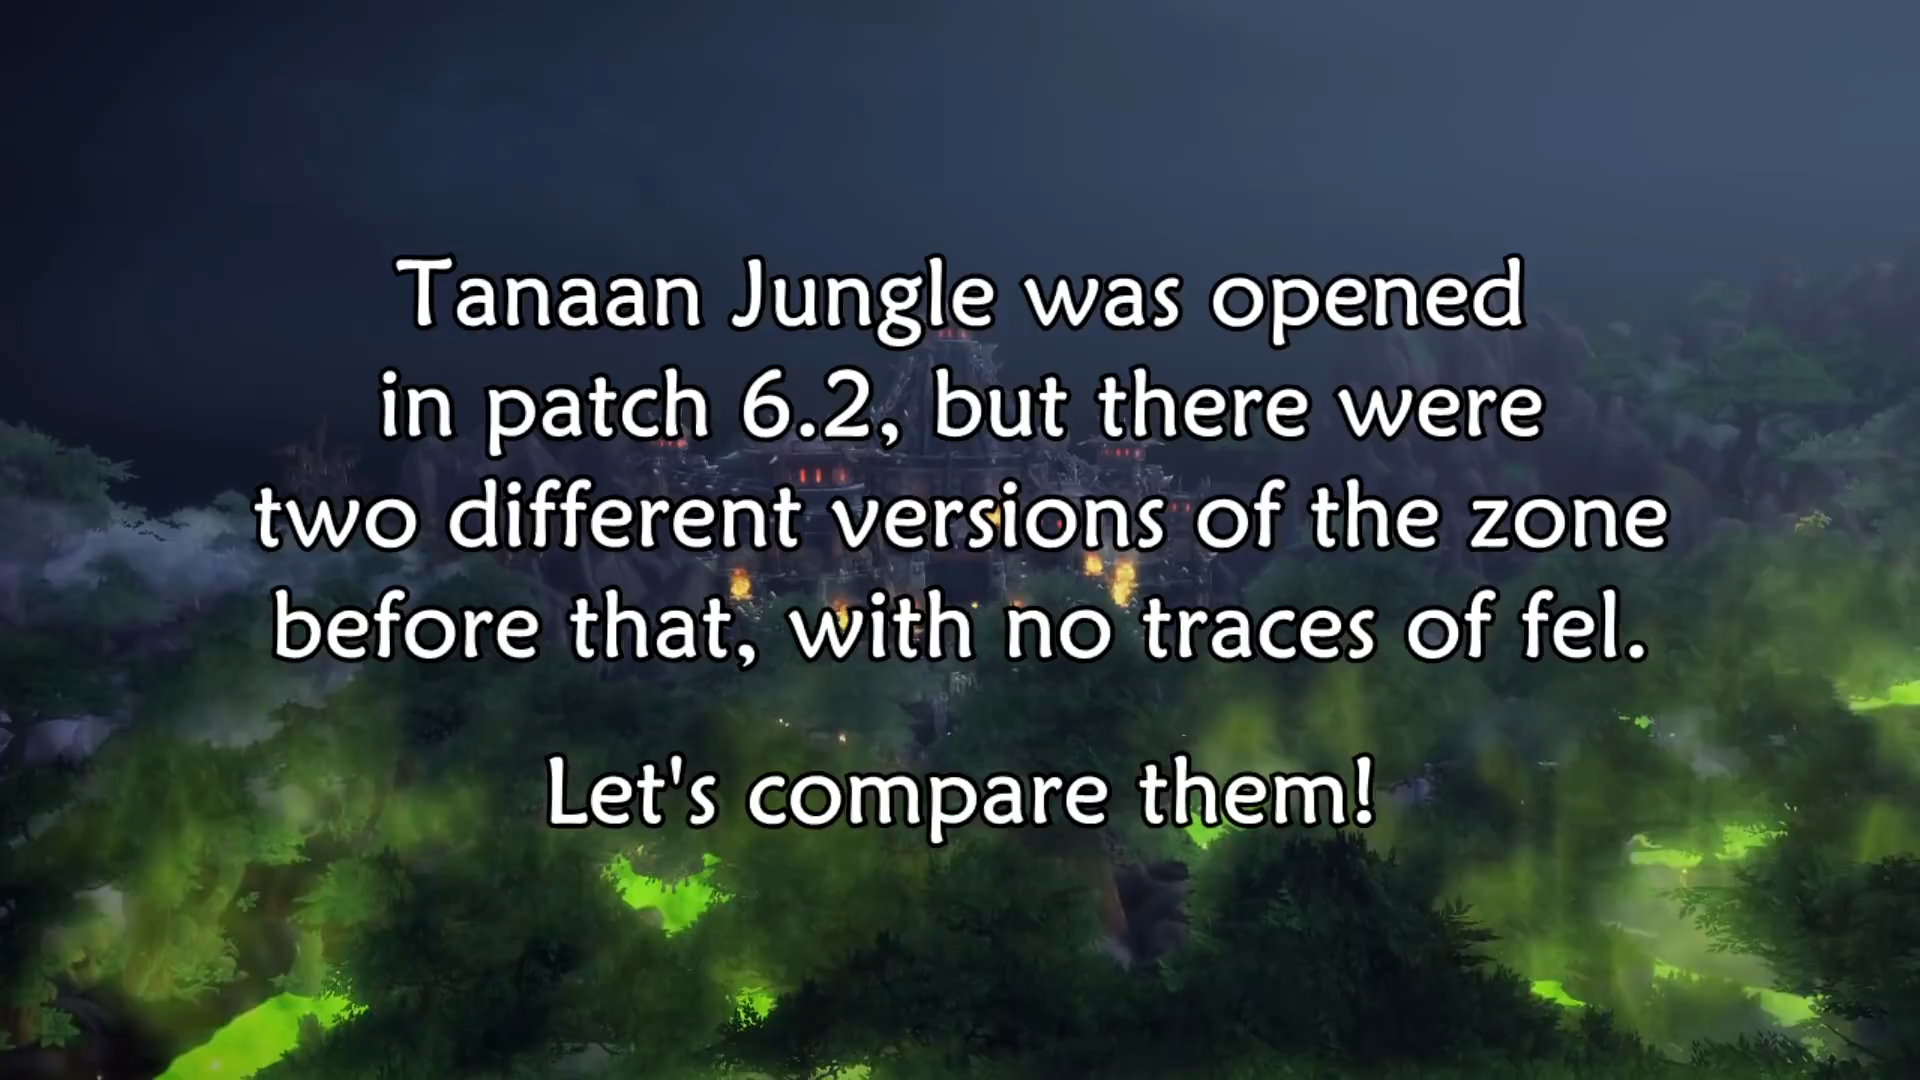 Tanaan Jungle was opened
in patch 6.2, but there were
two different versions of the zone
before that, with no traces of fel.
Let's compare them!